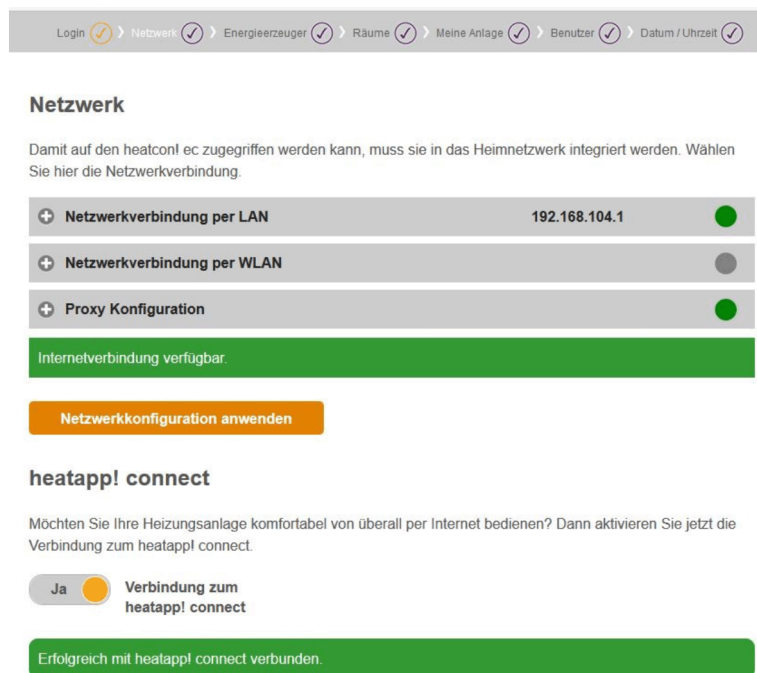 Login Netzwerk Energieerzeuger Räume Meine Anlage Benutzer Datum / Uhrzeit
Netzwerk
Damit auf den heatcon! ec zugegriffen werden kann, muss sie in das Heimnetzwerk integriert werden. Wählen
Sie hier die Netzwerkverbindung.
Netzwerkverbindung per LAN 192.168.104.1
Netzwerkverbindung per WLAN
Proxy Konfiguration
Internetverbindung verfügbar.
Netzwerkkonfiguration anwenden
heatapp! connect
Möchten Sie Ihre Heizungsanlage komfortabel von überall per Internet bedienen? Dann aktivieren Sie jetzt die
Verbindung zum heatapp! connect.
Ja Verbindung zum
heatapp! connect
Erfolgreich mit heatapp! connect verbunden.